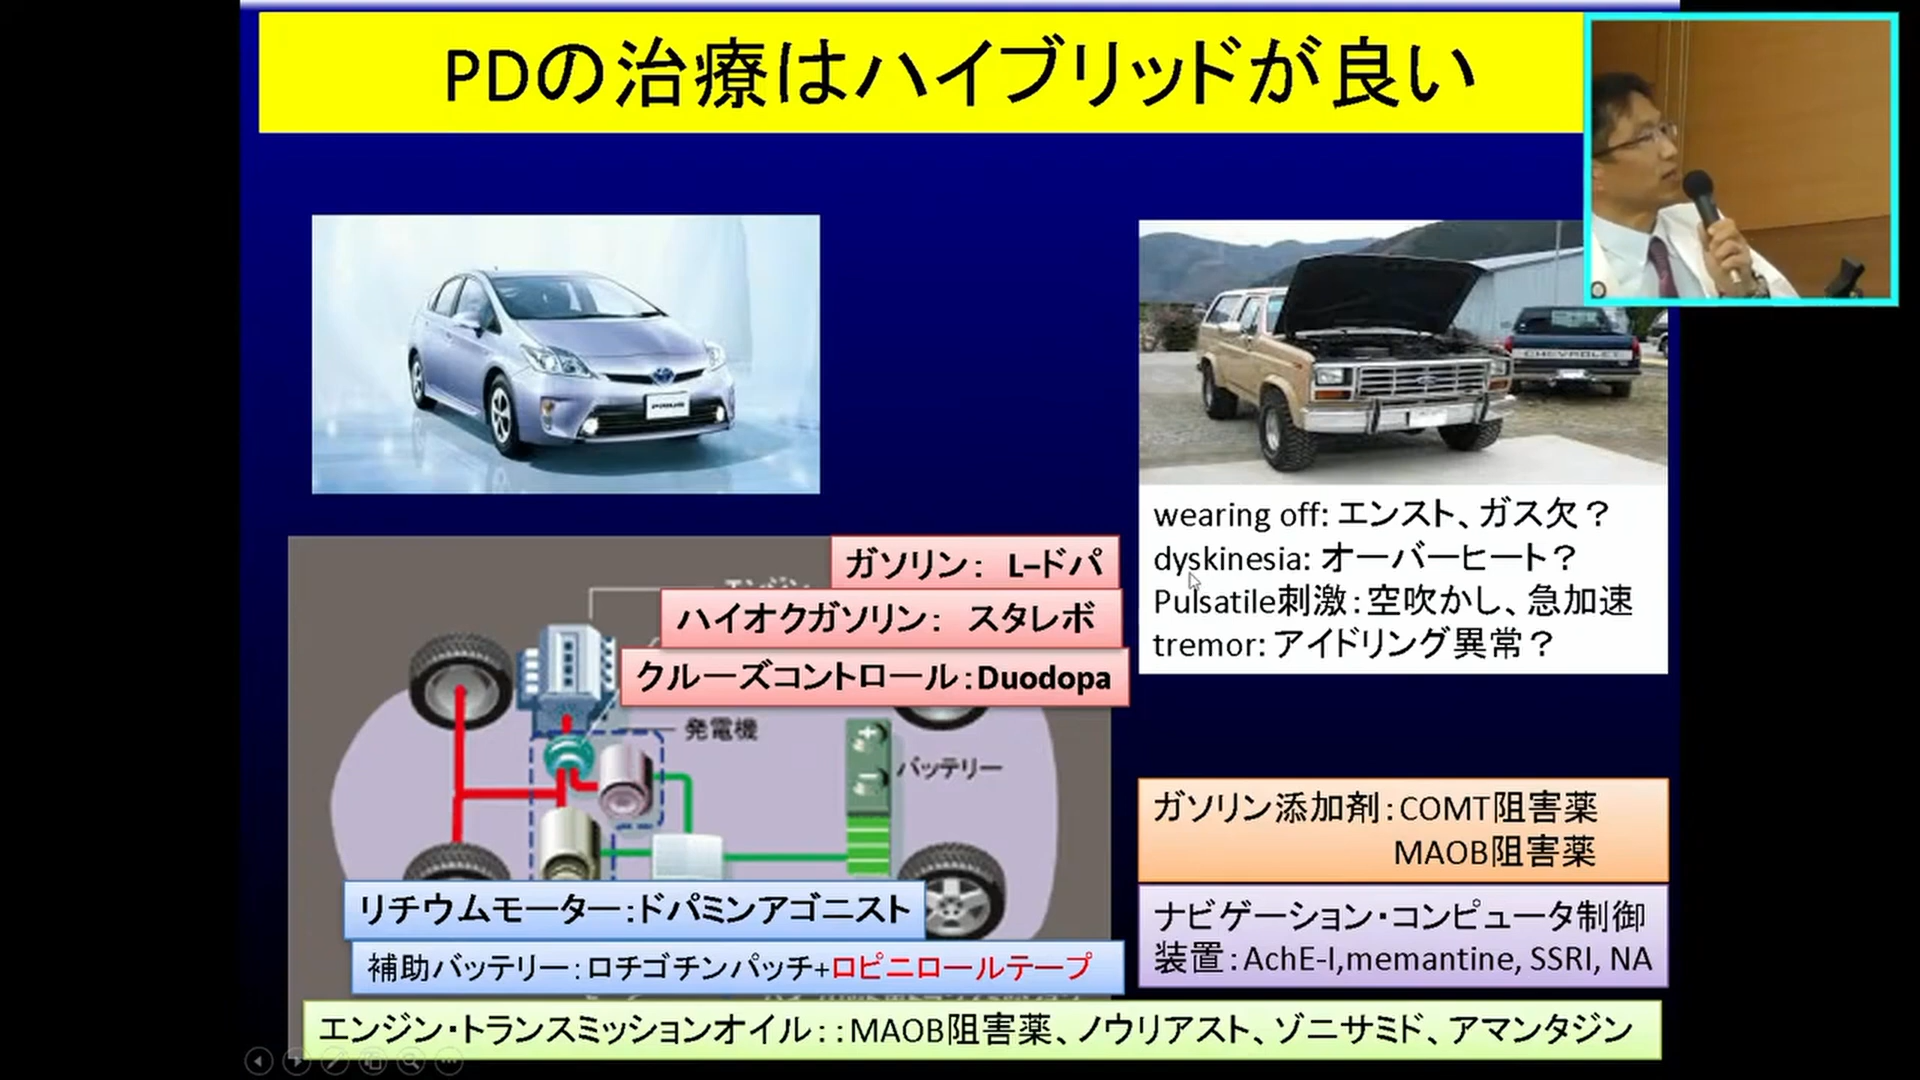 PDの治療はハイブリッドが良い
PRIUS
CHEVROLET
wearing off: エンスト、ガス欠？
dyskinesia: オーバーヒート？
Pulsatile刺激：空吹かし、急加速
tremor: アイドリング異常？
エンジン
ガソリン： L-ドパ
ハイオクガソリン： スタレボ
クルーズコントロール：Duodopa
発電機
バッテリー
ガソリン添加剤：COMT阻害薬
MAOB阻害薬
リチウムモーター：ドパミンアゴニスト
補助バッテリー：ロチゴチンパッチ+ロピニロールテープ
ナビゲーション・コンピュータ制御
装置：AchE-I,memantine, SSRI, NA
エンジン・トランスミッションオイル：：MAOB阻害薬、ノウリアスト、ゾニサミド、アマンタジン